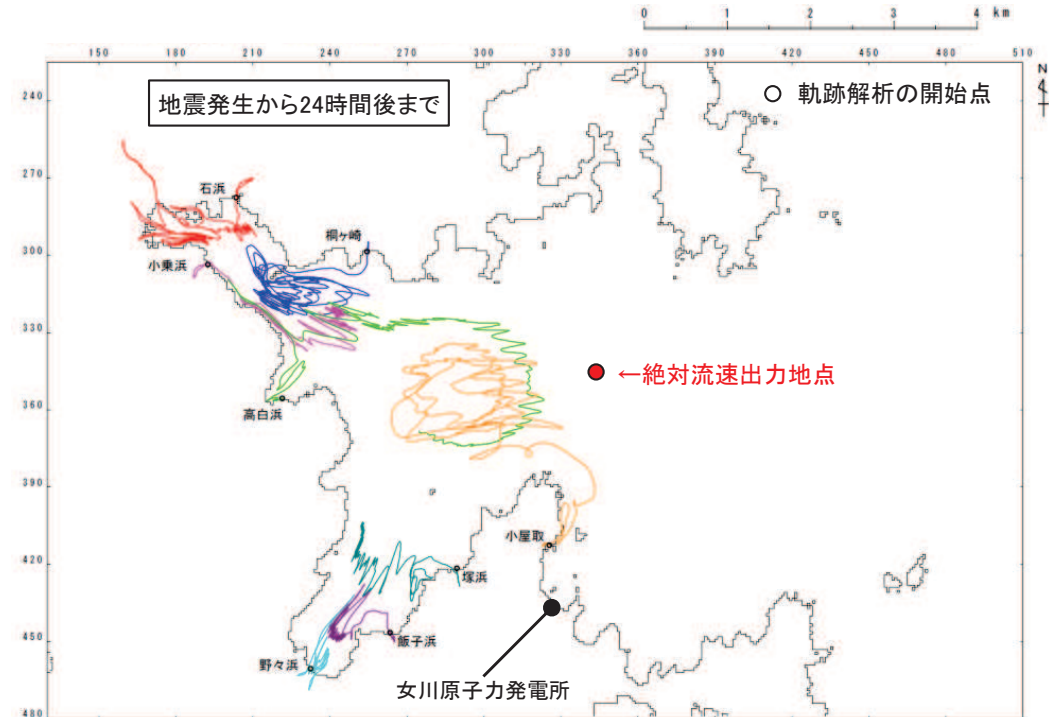 0 1 2 3 4 km
150 180 210 240 270 300 330 360 390 420 450 480 510
N
地震発生から24時間後まで
○ 軌跡解析の開始点
240
270
300
330
360
390
420
450
480
石浜
桐ヶ崎
小乗浜
←絶対流速出力地点
高白浜
小屋取
塚浜
飯子浜
野々浜
女川原子力発電所